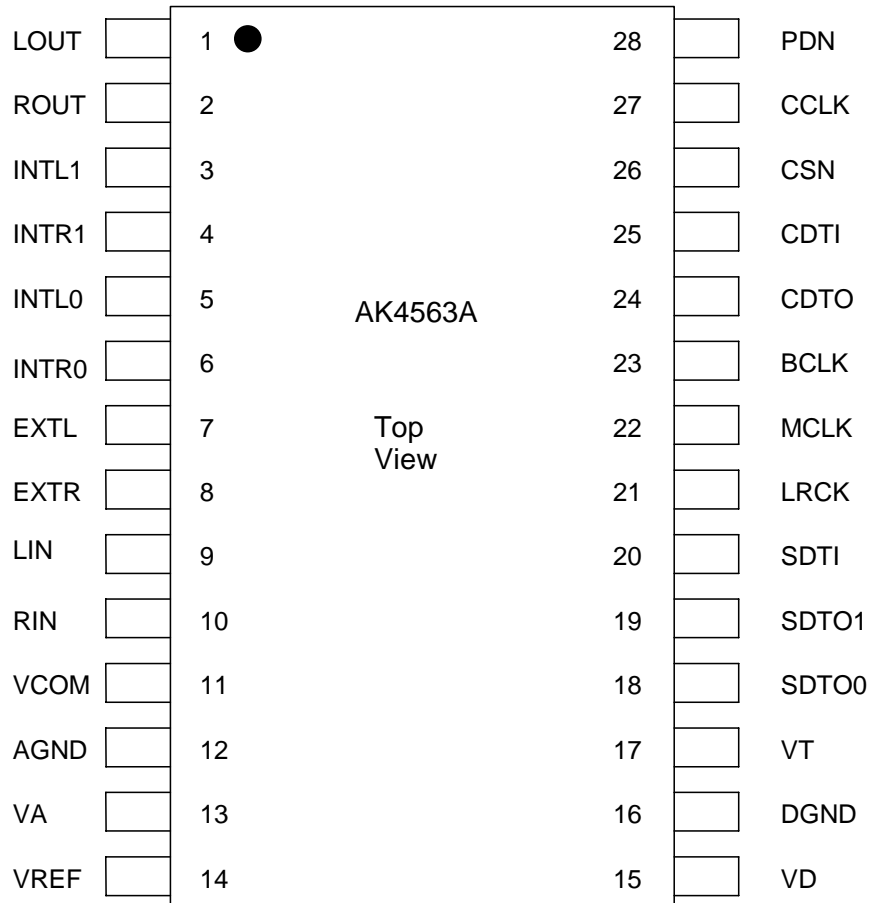 LOUT 1 28 PDN
ROUT 2 27 CCLK
INTL1 3 26 CSN
INTR1 4 25 CDTI
INTL0 5 24 CDTO
AK4563A
INTR0 6 23 BCLK
EXTL 7 Top 22 MCLK
View
EXTR 8 21 LRCK
LIN 9 20 SDTI
RIN 10 19 SDTO1
VCOM 11 18 SDTO0
AGND 12 17 VT
VA 13 16 DGND
VREF 14 15 VD